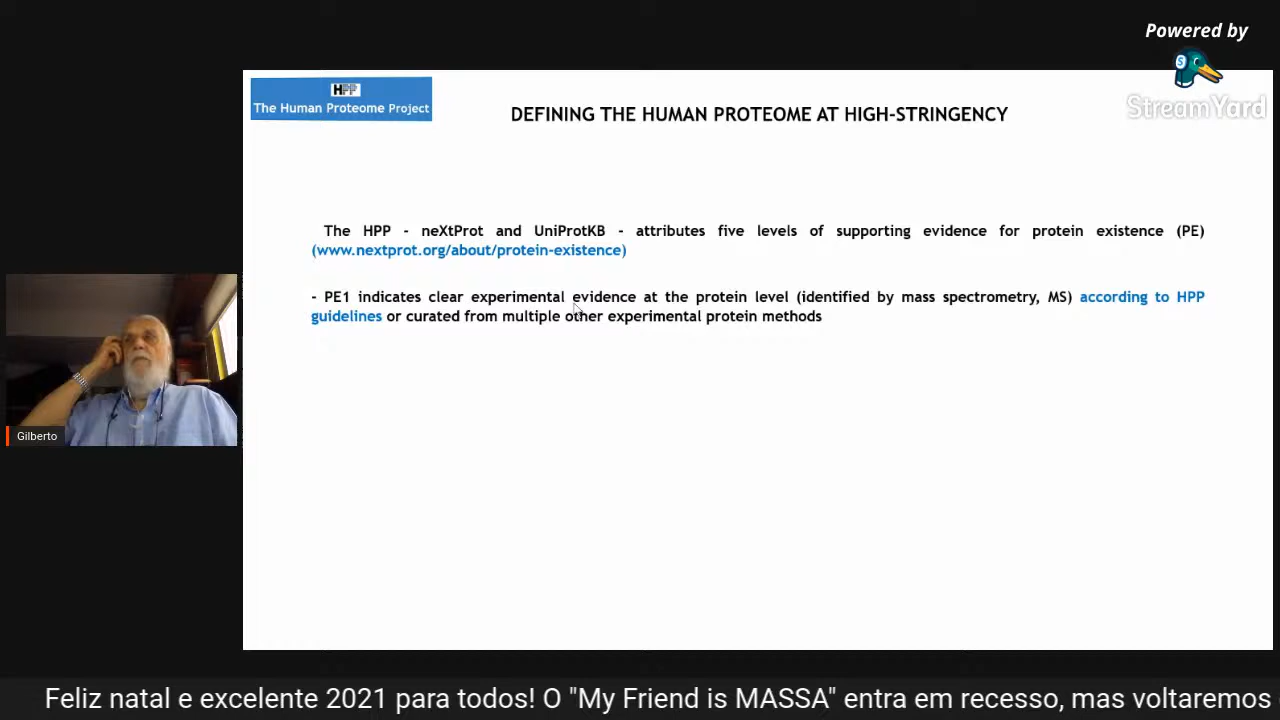 Powered by
S
StreamYard
HPP
The Human Proteome Project
DEFINING THE HUMAN PROTEOME AT HIGH-STRINGENCY
The HPP - neXtProt and UniProtKB - attributes five levels of supporting evidence for protein existence (PE)
(www.nextprot.org/about/protein-existence)
- PE1 indicates clear experimental evidence at the protein level (identified by mass spectrometry, MS) according to HPP
guidelines or curated from multiple other experimental protein methods
Gilberto
Feliz natal e excelente 2021 para todos! O "My Friend is MASSA" entra em recesso, mas voltaremos